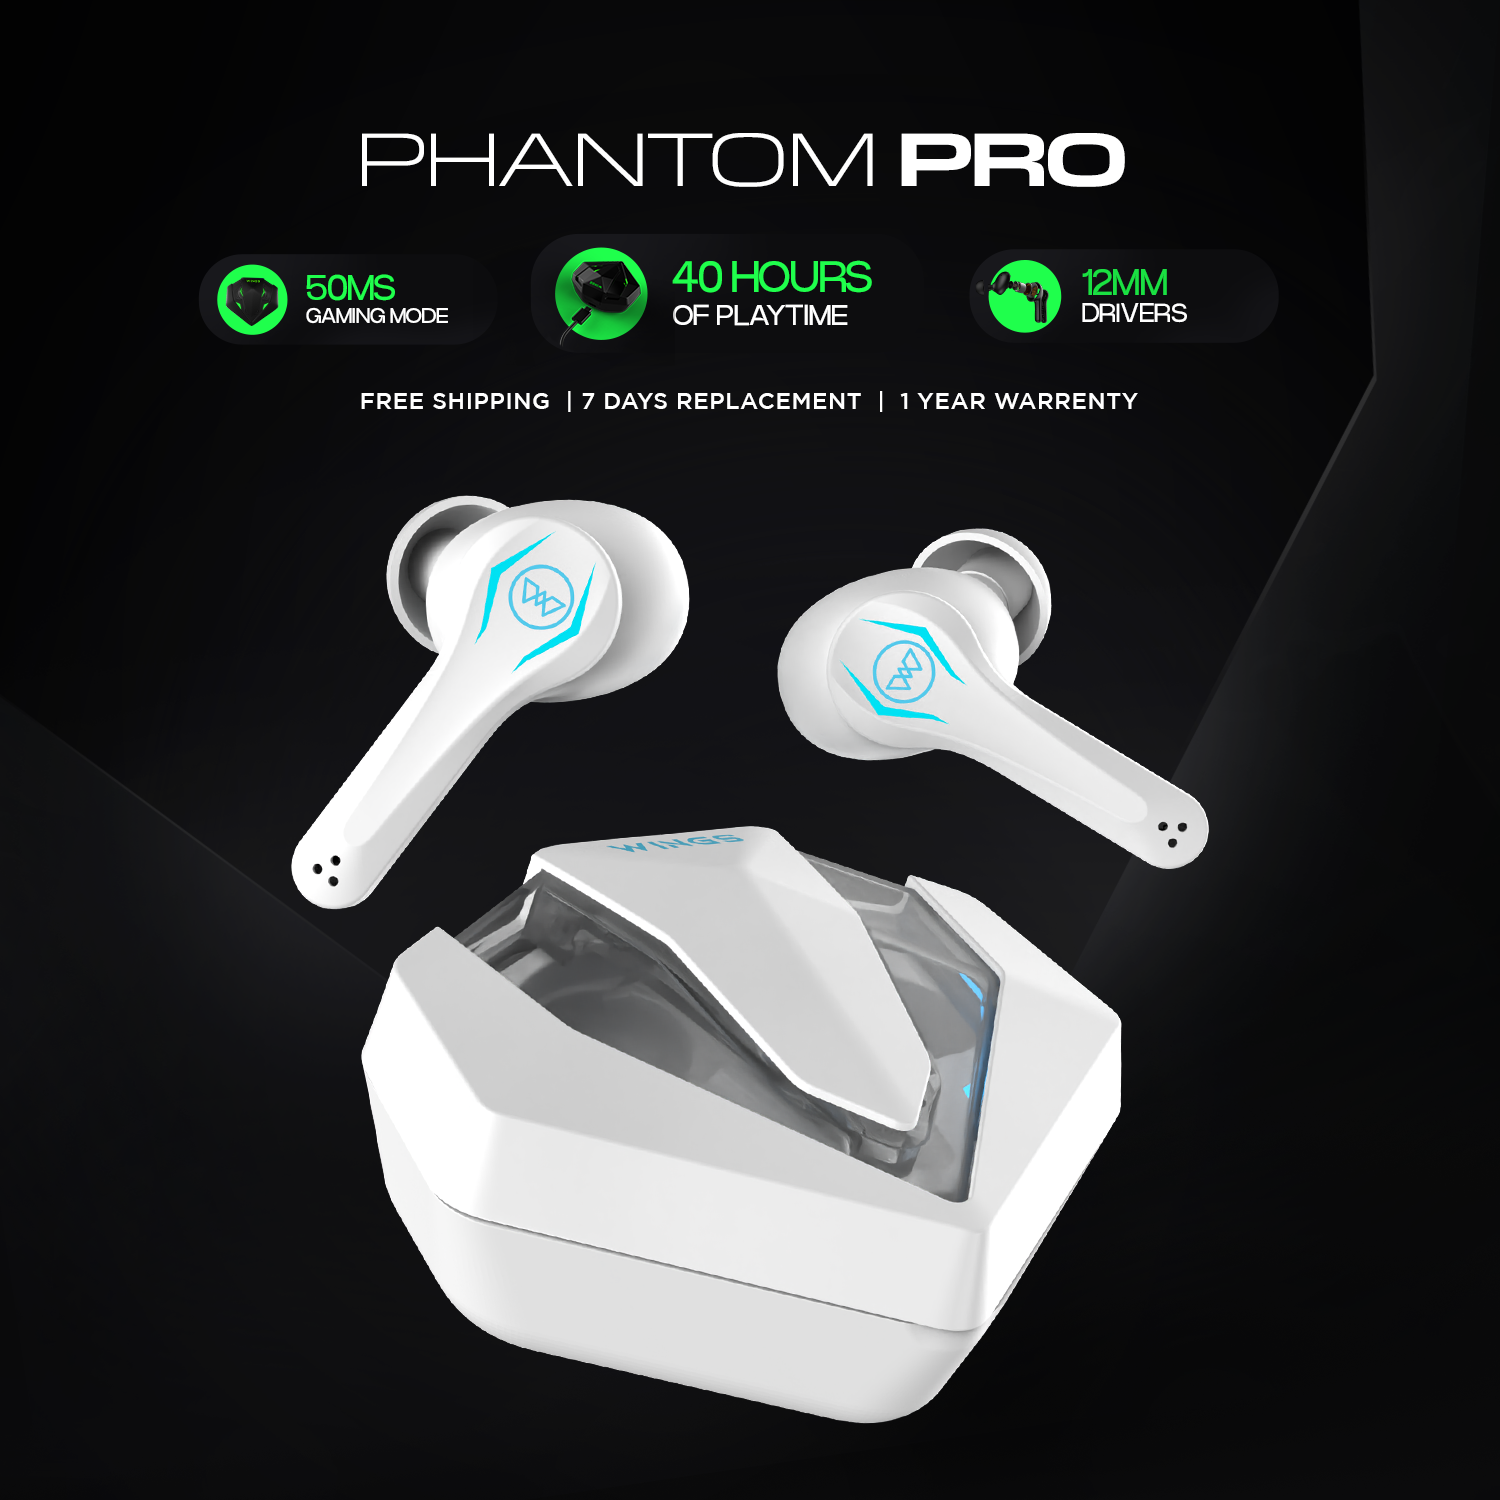 PHANTOM PRO
50MS
GAMING MODE
40 HOURS
OF PLAYTIME
12MM
DRIVERS
FREE SHIPPING | 7 DAYS REPLACEMENT | 1 YEAR WARRENTY
WINGS